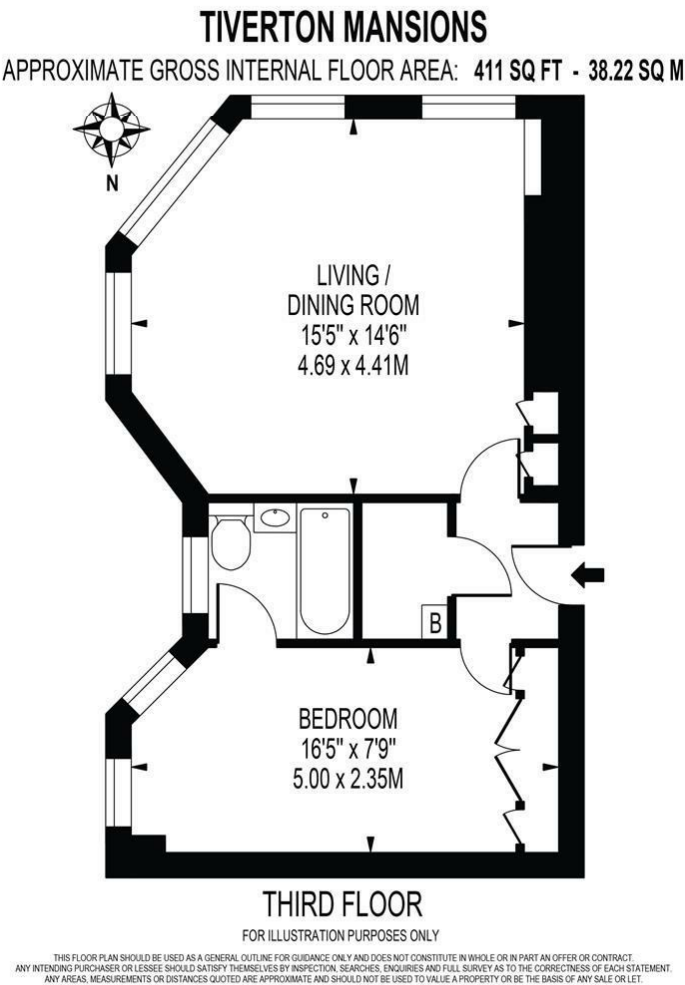 TIVERTON MANSIONS
APPROXIMATE GROSS INTERNAL FLOOR AREA: 411 SQ FT - 38.22 SQ M
N
LIVING /
DINING ROOM
15'5" x 14'6"
4.69 x 4.41M
B
BEDROOM
16'5" x 7'9"
5.00 x 2.35M
THIRD FLOOR
FOR ILLUSTRATION PURPOSES ONLY
THIS FLOOR PLAN SHOULD BE USED AS A GENERAL OUTLINE FOR GUIDANCE ONLY AND DOES NOT CONSTITUTE IN WHOLE OR IN PART AN OFFER OR CONTRACT.
ANY INTENDING PURCHASER OR LESSEE SHOULD SATISFY THEMSELVES BY INSPECTION, SEARCHES, ENQUIRIES AND FULL SURVEY AS TO THE CORRECTNESS OF EACH STATEMENT.
ANY AREAS, MEASUREMENTS OR DISTANCES QUOTED ARE APPROXIMATE AND SHOULD NOT BE USED TO VALUE A PROPERTY OR BE THE BASIS OF ANY SALE OR LET.